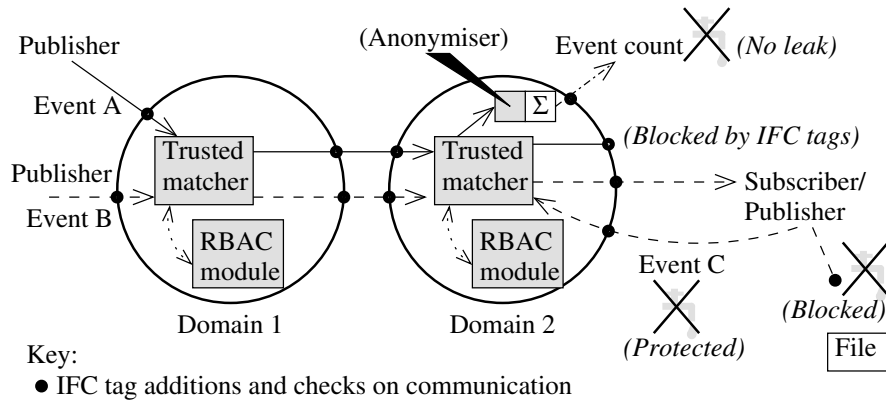 Publisher
(Anonymiser)
Event count
(No leak)
Event A
Σ
Trusted
matcher
Trusted
matcher
(Blocked by IFC tags)
Publisher
Event B
Subscriber/
Publisher
RBAC
module
RBAC
module
Event C
Domain 1
Domain 2
(Protected)
(Blocked)
File
Key:
● IFC tag additions and checks on communication